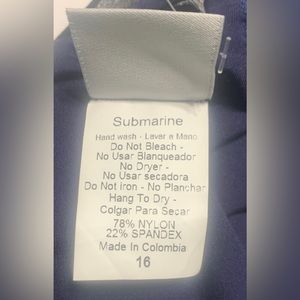 Submarine
Hand wash - Lavar a Mano
Do Not Bleach -
No Usar Blanqueador
No Dryer -
No Usar secadora
Do Not Iron - No Planchar
Hang To Dry -
Colgar Para Secar
78% NYLON
22% SPANDEX
Made In Colombia
16